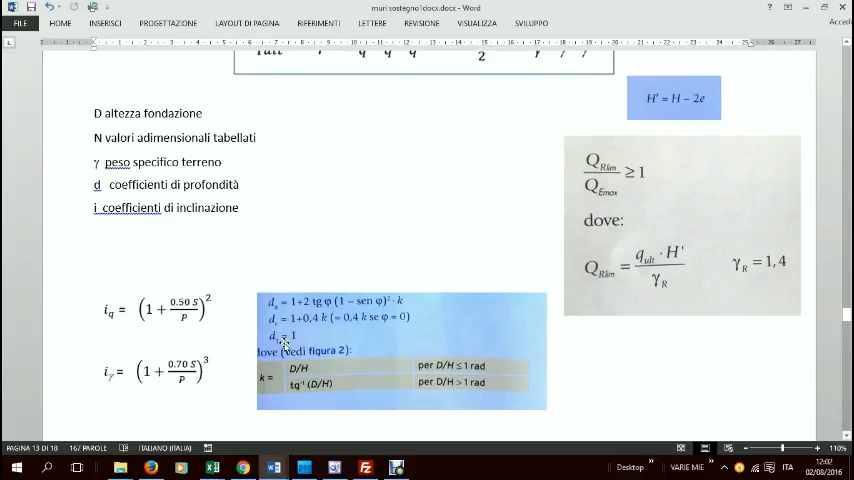 muri sostegno1docx.docx - Word
Accedi
FILE HOME INSERISCI PROGETTAZIONE LAYOUT DI PAGINA RIFERIMENTI LETTERE REVISIONE VISUALIZZA SVILUPPO
D altezza fondazione
N valori adimensionali tabellati
γ peso specifico terreno
d coefficienti di profondità
i coefficienti di inclinazione
H' = H − 2e
Q_Rlim / Q_Emax ≥ 1
dove:
Q_Rlim = q_ult · H' / γ_R γ_R = 1,4
i_q = (1 + 0.50 S / P)^2
i_γ = (1 + 0.70 S / P)^3
d_q = 1+2 tg φ (1 − sen φ)² · k
d_c = 1+0,4 k (= 0,4 k se φ = 0)
d_γ = 1
dove (vedi figura 2):
k =
D/H per D/H ≤ 1 rad
tg⁻¹ (D/H) per D/H > 1 rad
PAGINA 13 DI 18 167 PAROLE ITALIANO (ITALIA) 110%
Desktop VARIE MIE ITA
12:02
02/08/2016